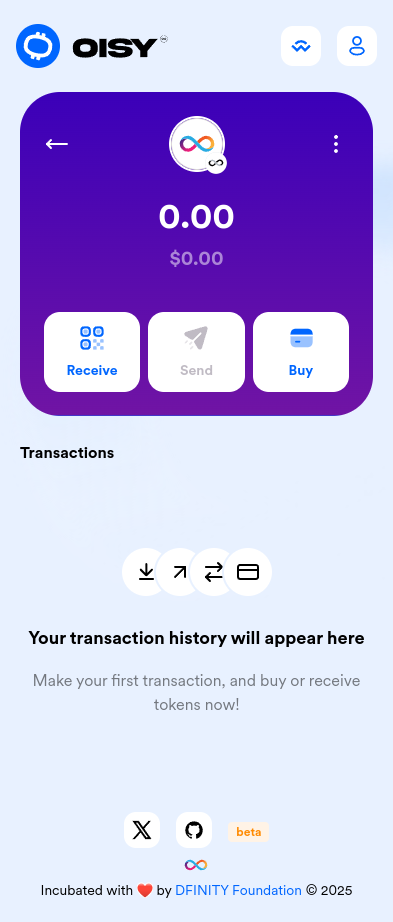 OISY
0.00
$0.00
Receive
Send
Buy
Transactions
Your transaction history will appear here
Make your first transaction, and buy or receive
tokens now!
beta
Incubated with ❤️ by DFINITY Foundation © 2025